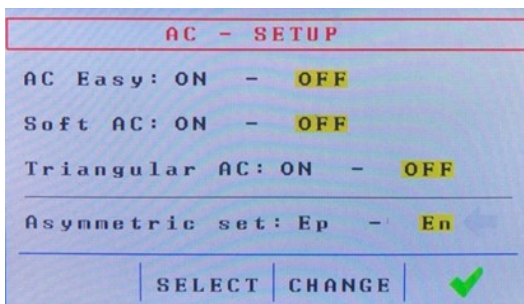 AC - SETUP
AC Easy: ON - OFF
Soft AC: ON - OFF
Triangular AC: ON - OFF
Asymmetric set: Ep - En
SELECT CHANGE